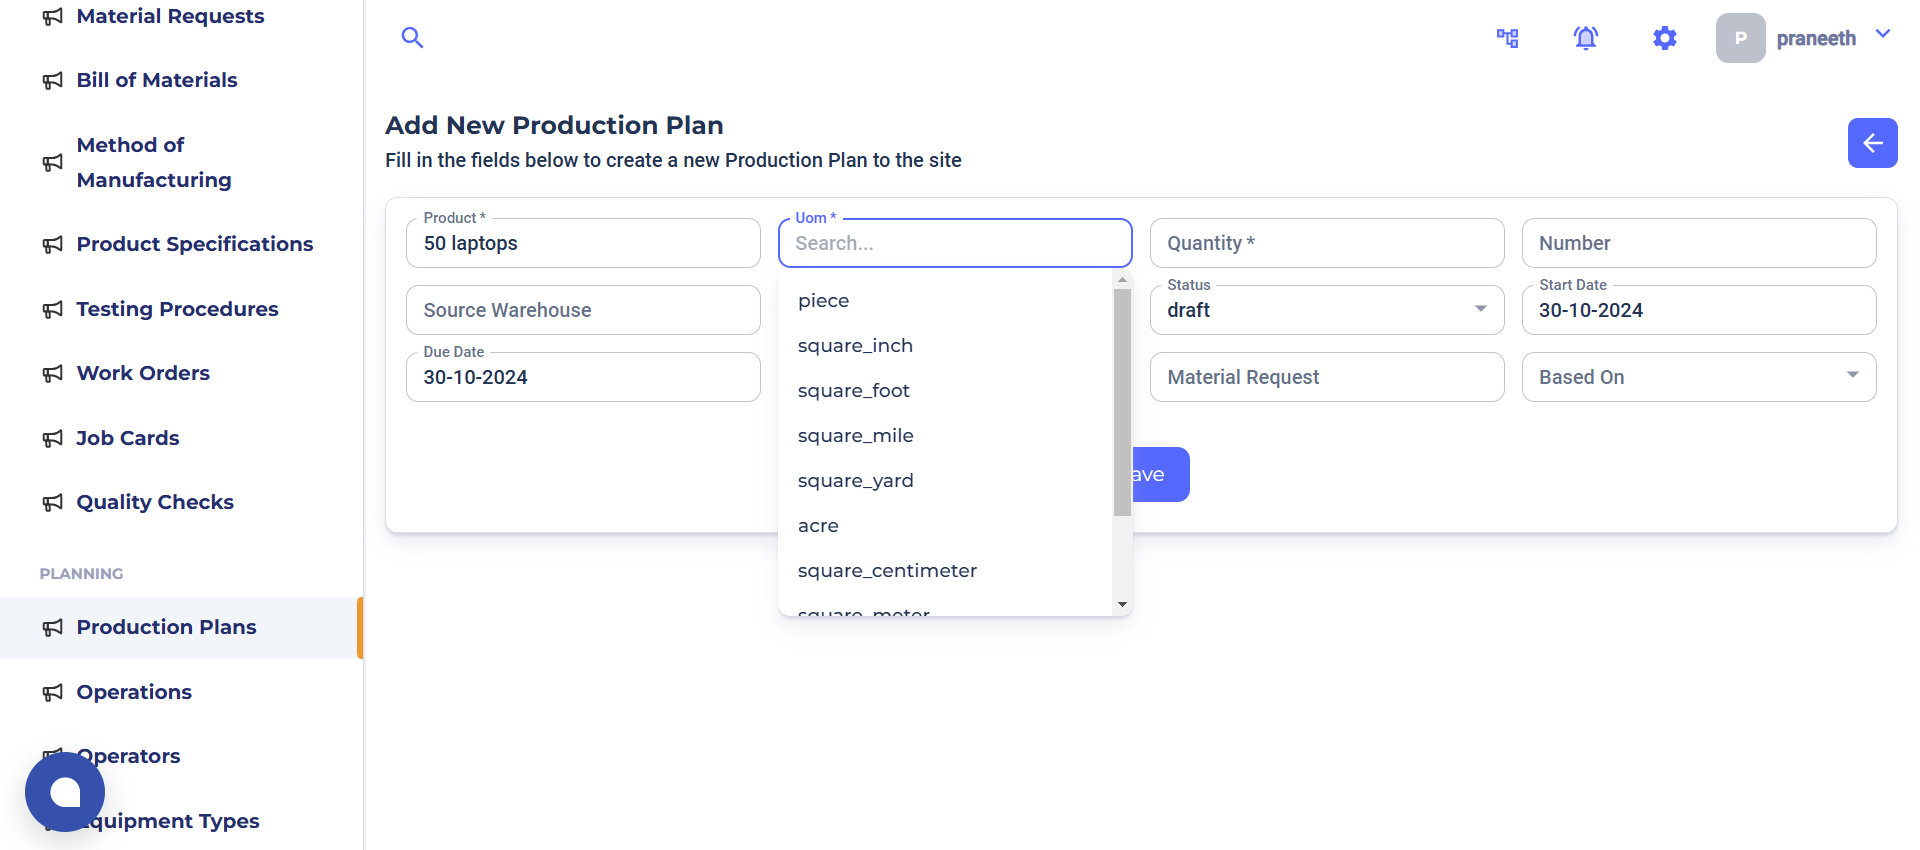 Material Requests
Bill of Materials
Method of
Manufacturing
Product Specifications
Testing Procedures
Work Orders
Job Cards
Quality Checks
PLANNING
Production Plans
Operations
Operators
quipment Types
P
praneeth
Add New Production Plan
Fill in the fields below to create a new Production Plan to the site
Product *
50 laptops
Uom *
Search...
Quantity *
Number
Source Warehouse
Status
draft
Start Date
30-10-2024
Due Date
30-10-2024
Material Request
Based On
piece
square_inch
square_foot
square_mile
square_yard
acre
square_centimeter
square_meter
ave